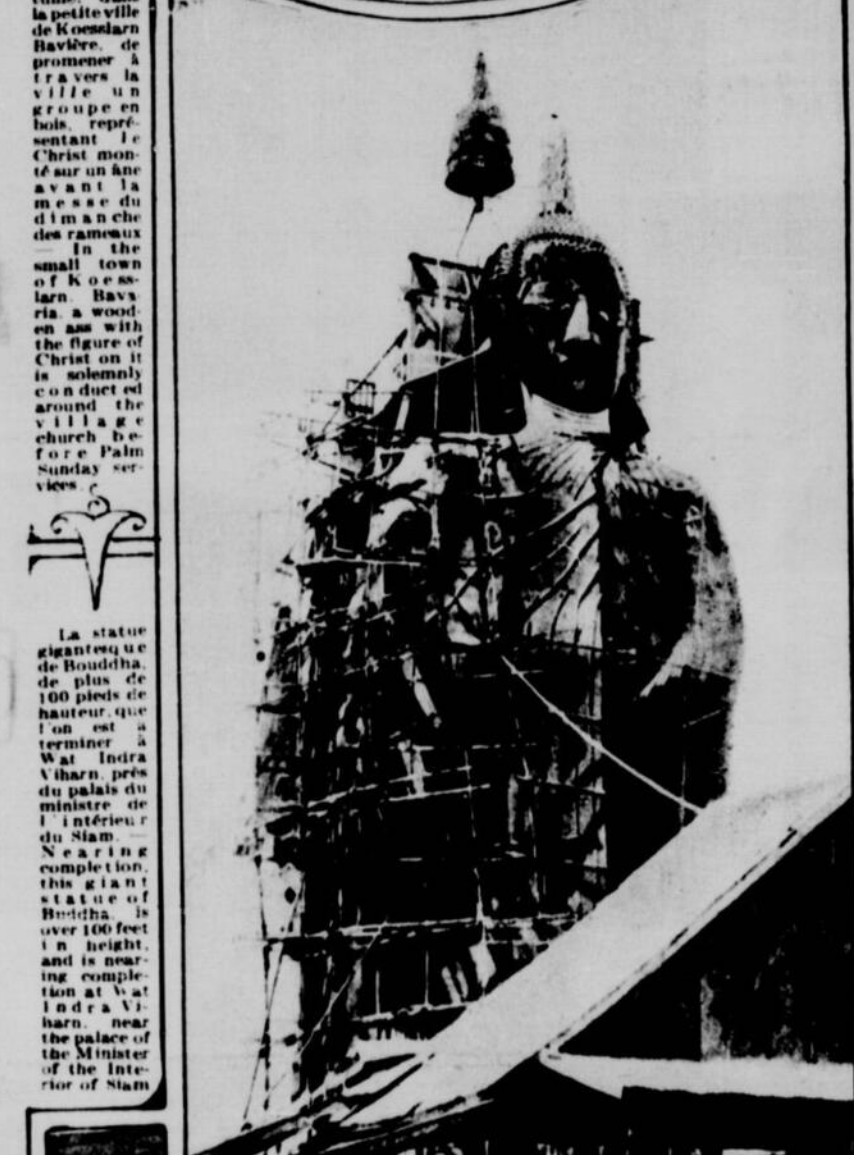 la petite ville
de Koesslarn
Bavière, de
promener à
travers la
ville un
groupe en
bois, repré-
sentant le
Christ mon-
té sur un âne
avant la
messe du
dimanche
des rameaux
— In the
small town
of Koess-
larn, Bava-
ria, a wood-
en ass with
the figure of
Christ on it
is solemnly
conducted
around the
village
church be-
fore Palm
Sunday ser-
vices.
La statue
gigantesque
de Bouddha,
de plus de
100 pieds de
hauteur, que
l'on est à
terminer à
Wat Indra
Viharn, près
du palais du
ministre de
l'intérieur
du Siam. —
Nearing
completion,
this giant
statue of
Buddha, is
over 100 feet
in height,
and is near-
ing comple-
tion at Wat
Indra Vi-
harn, near
the palace of
the Minister
of the Inte-
rior of Siam